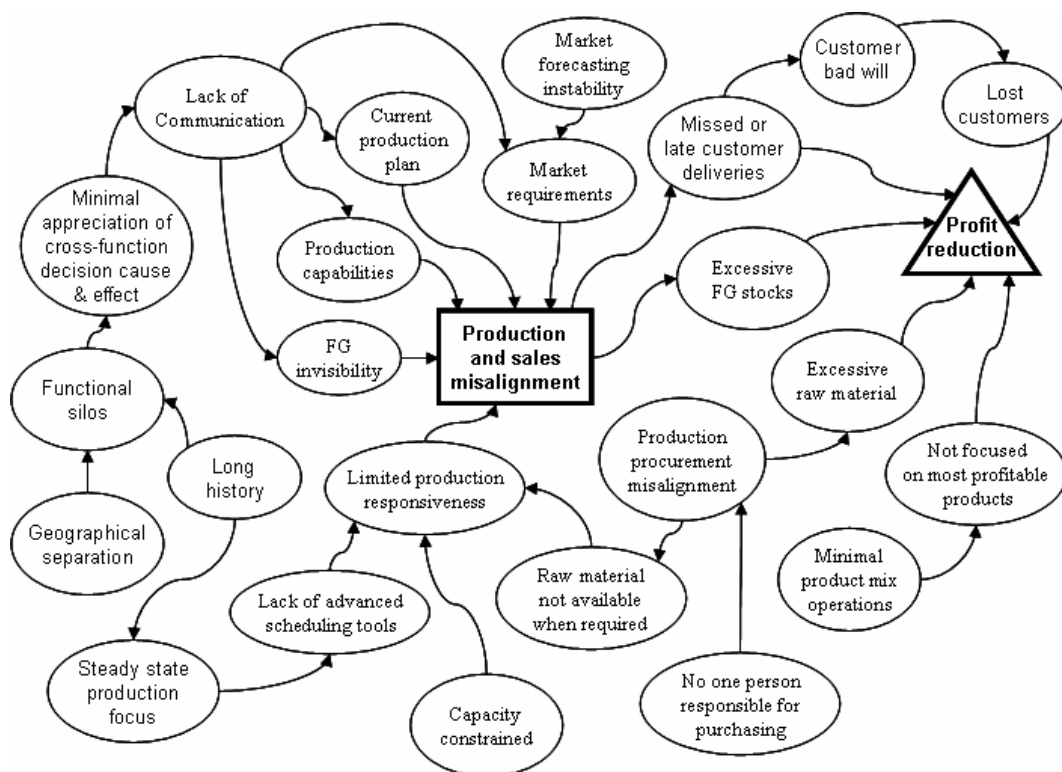 Lack of
Communication
Market
forecasting
instability
Customer
bad will
Lost
customers
Current
production
plan
Market
requirements
Missed or
late customer
deliveries
Minimal
appreciation of
cross-function
decision cause
& effect
Production
capabilities
Excessive
FG stocks
Profit
reduction
FG
invisibility
Production
and sales
misalignment
Excessive
raw material
Functional
silos
Long
history
Limited production
responsiveness
Production
procurement
misalignment
Not focused
on most profitable
products
Geographical
separation
Lack of advanced
scheduling tools
Raw material
not available
when required
Minimal
product mix
operations
Steady state
production
focus
Capacity
constrained
No one person
responsible for
purchasing